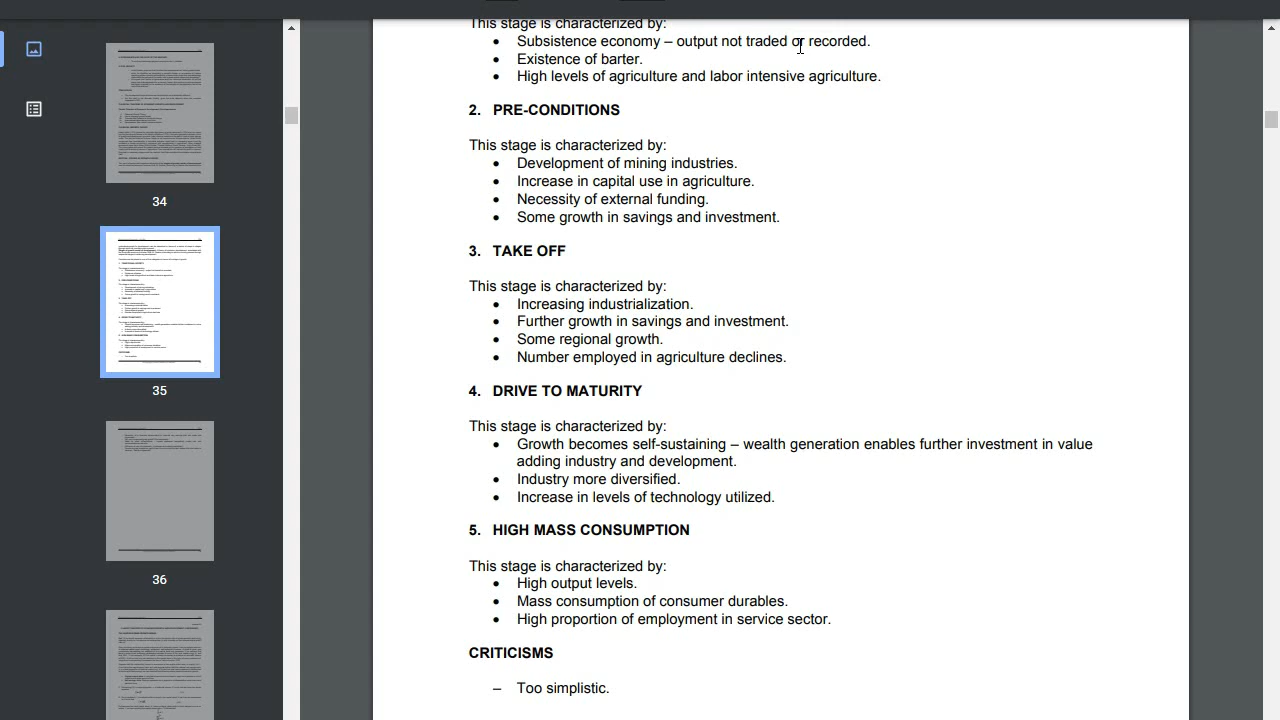 This stage is characterized by:
• Subsistence economy – output not traded or recorded.
• Existence of barter.
• High levels of agriculture and labor intensive agriculture.
2. PRE-CONDITIONS
This stage is characterized by:
• Development of mining industries.
• Increase in capital use in agriculture.
• Necessity of external funding.
• Some growth in savings and investment.
3. TAKE OFF
This stage is characterized by:
• Increasing industrialization.
• Further growth in savings and investment.
• Some regional growth.
• Number employed in agriculture declines.
4. DRIVE TO MATURITY
This stage is characterized by:
• Growth becomes self-sustaining – wealth generation enables further investment in value
adding industry and development.
• Industry more diversified.
• Increase in levels of technology utilized.
5. HIGH MASS CONSUMPTION
This stage is characterized by:
• High output levels.
• Mass consumption of consumer durables.
• High proportion of employment in service sector.
CRITICISMS
– Too simplistic.
34
35
36